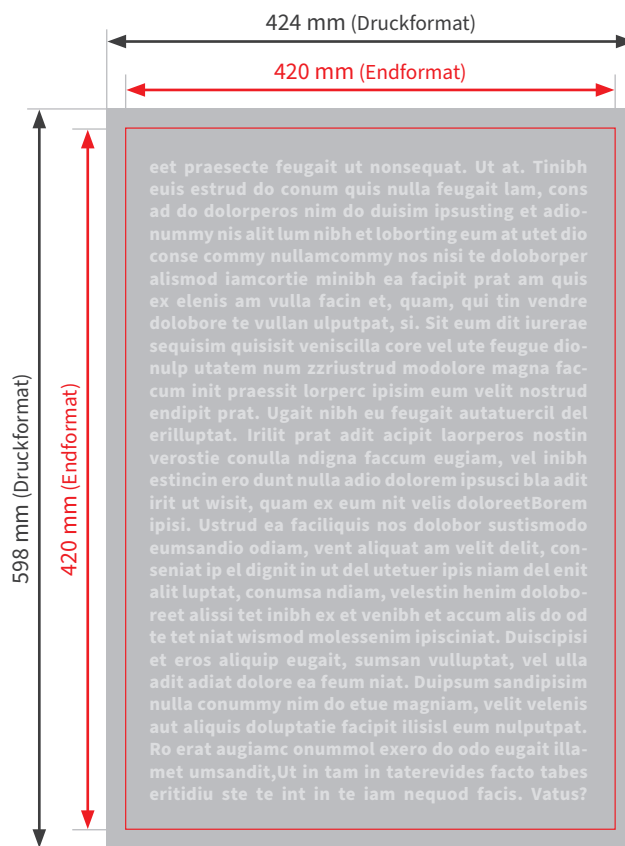 424 mm (Druckformat)
420 mm (Endformat)
598 mm (Druckformat)
420 mm (Endformat)
eet praesecte feugait ut nonsequat. Ut at. Tinibh
euis estrud do conum quis nulla feugait lam, cons
ad do dolorperos nim do duisim ipsusting et adio-
nummy nis alit lum nibh et loborting eum at utet dio
conse commy nullamcommy nos nisi te doloborper
alismod iamcortie minibh ea facipit prat am quis
ex elenis am vulla facin et, quam, qui tin vendre
dolobore te vullan ulputpat, si. Sit eum dit iurerae
sequisim quisisit veniscilla core vel ute feugue dio-
nulp utatem num zzriustrud modolore magna fac-
cum init praessit lorperc ipisim eum velit nostrud
endipit prat. Ugait nibh eu feugait autatuercil del
erilluptat. Irilit prat adit acipit laorperos nostin
verostie conulla ndigna faccum eugiam, vel inibh
estincin ero dunt nulla adio dolorem ipsusci bla adit
irit ut wisit, quam ex eum nit velis doloreetBorem
ipisi. Ustrud ea faciliquis nos dolobor sustismodo
eumsandio odiam, vent aliquat am velit delit, con-
seniat ip el dignit in ut del utetuer ipis niam del enit
alit luptat, conumsa ndiam, velestin henim dolobo-
reet alissi tet inibh ex et venibh et accum alis do od
te tet niat wismod molessenim ipisciniat. Duiscipisi
et eros aliquip eugait, sumsan vulluptat, vel ulla
adit adiat dolore ea feum niat. Duipsum sandipisim
nulla conummy nim do etue magniam, velit velenis
aut aliquis doluptatie facipit ilisisl eum nulputpat.
Ro erat augiamc onummol exero do odo eugait illa-
met umsandit,Ut in tam in taterevides facto tabes
eritidiu ste te int in te iam nequod facis. Vatus?